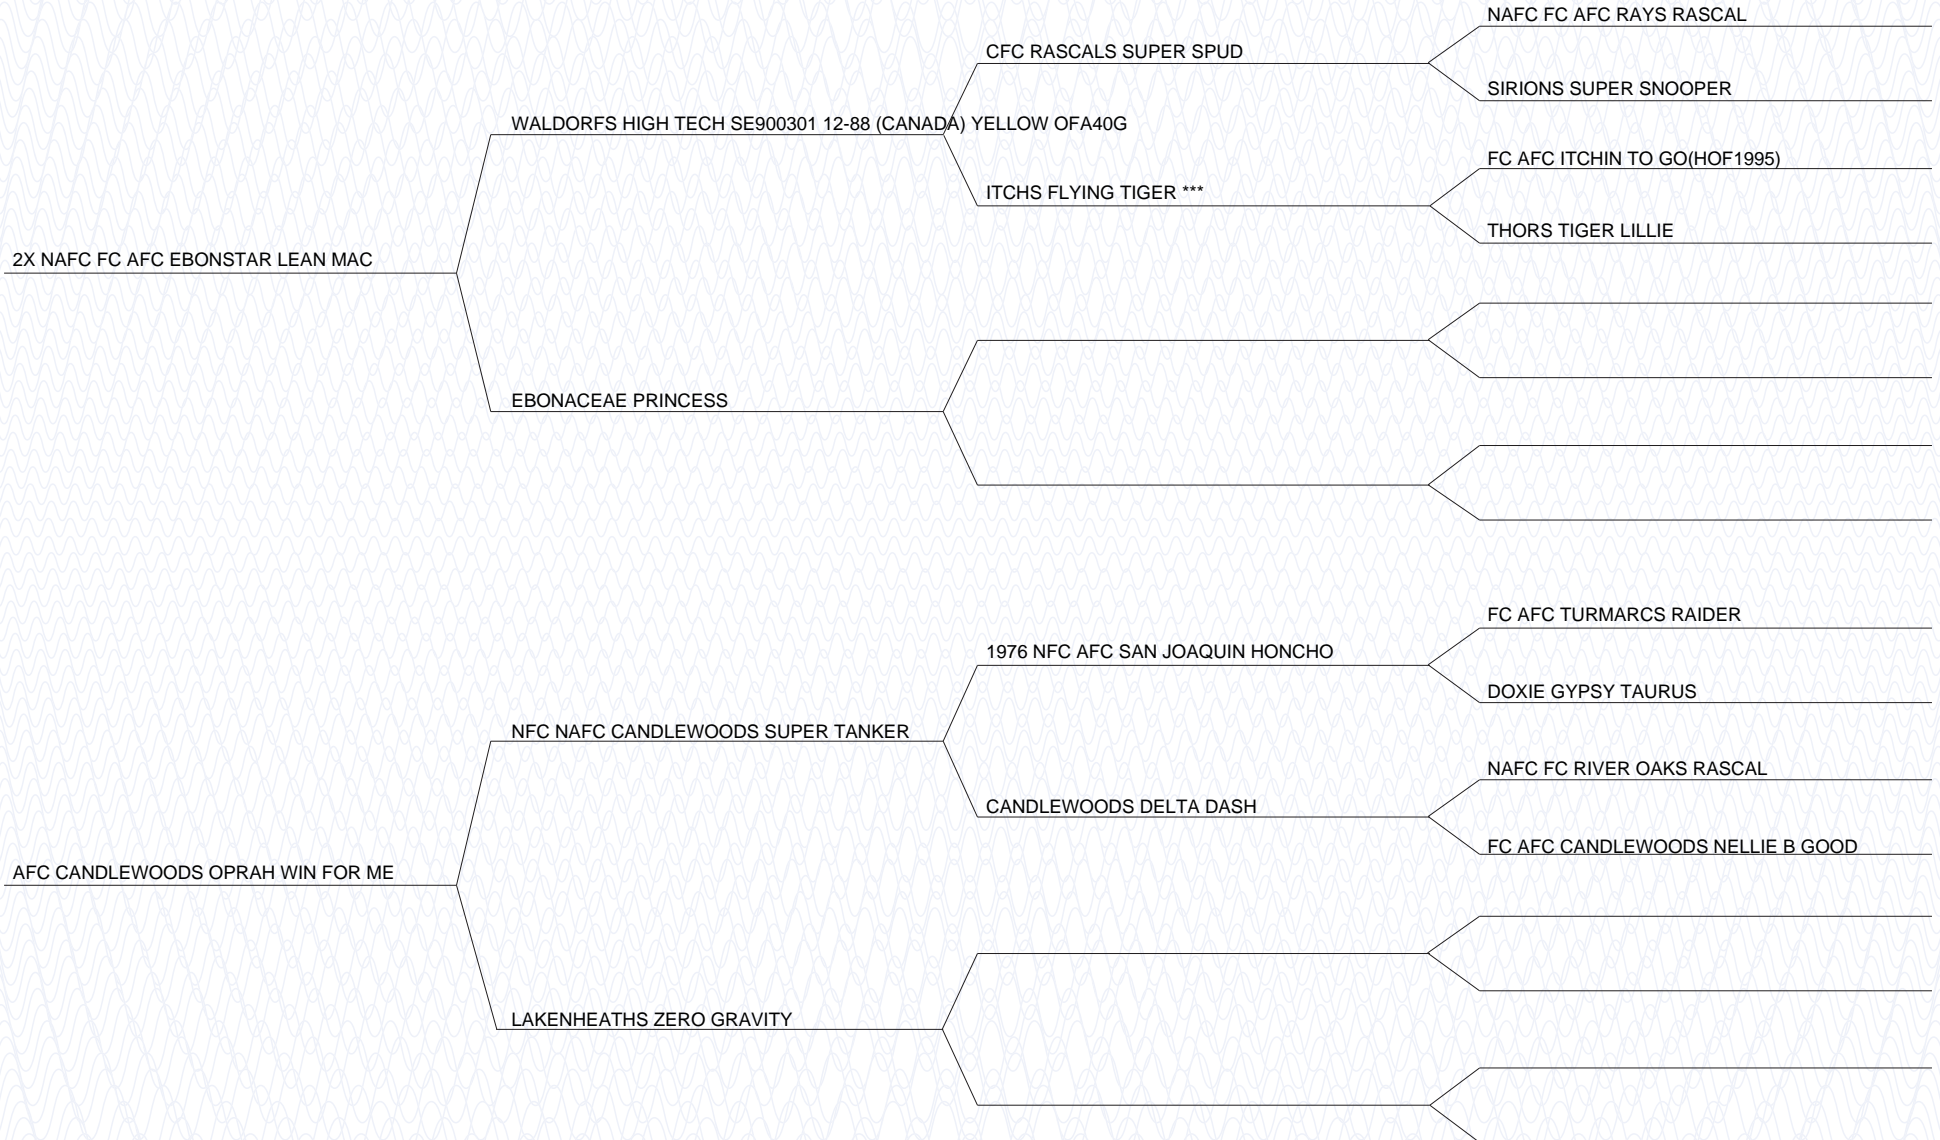 NAFC FC AFC RAYS RASCAL
CFC RASCALS SUPER SPUD
SIRIONS SUPER SNOOPER
WALDORFS HIGH TECH SE900301 12-88 (CANADA) YELLOW OFA40G
FC AFC ITCHIN TO GO(HOF1995)
ITCHS FLYING TIGER ***
THORS TIGER LILLIE
2X NAFC FC AFC EBONSTAR LEAN MAC
EBONACEAE PRINCESS
FC AFC TURMARCS RAIDER
1976 NFC AFC SAN JOAQUIN HONCHO
DOXIE GYPSY TAURUS
NFC NAFC CANDLEWOODS SUPER TANKER
NAFC FC RIVER OAKS RASCAL
CANDLEWOODS DELTA DASH
FC AFC CANDLEWOODS NELLIE B GOOD
AFC CANDLEWOODS OPRAH WIN FOR ME
LAKENHEATHS ZERO GRAVITY